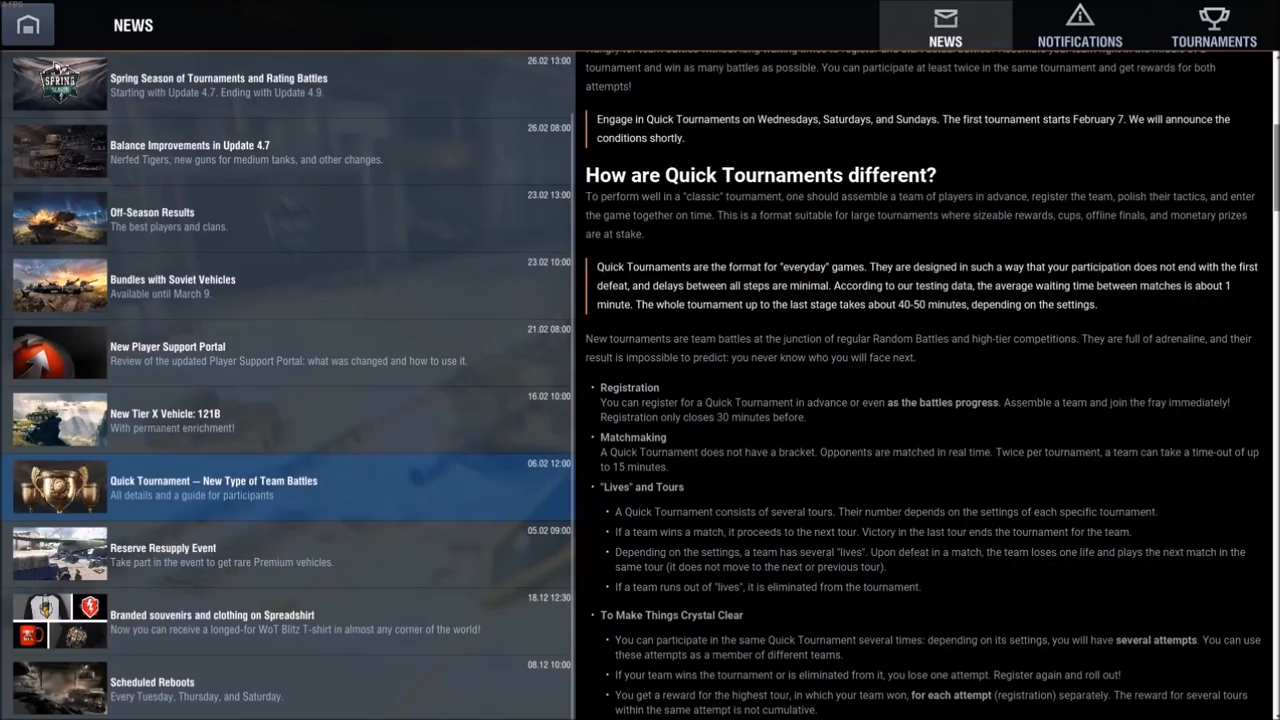 NEWS
NEWS
NOTIFICATIONS
TOURNAMENTS
SPRING
Spring Season of Tournaments and Rating Battles
Starting with Update 4.7. Ending with Update 4.9.
26.02 13:00
Balance Improvements in Update 4.7
Nerfed Tigers, new guns for medium tanks, and other changes.
26.02 08:00
Off-Season Results
The best players and clans.
23.02 13:00
Bundles with Soviet Vehicles
Available until March 9.
23.02 10:00
New Player Support Portal
Review of the updated Player Support Portal: what was changed and how to use it.
21.02 08:00
New Tier X Vehicle: 121B
With permanent enrichment!
16.02 10:00
Quick Tournament — New Type of Team Battles
All details and a guide for participants
06.02 12:00
Reserve Resupply Event
Take part in the event to get rare Premium vehicles.
05.02 09:00
Branded souvenirs and clothing on Spreadshirt
Now you can receive a longed-for WoT Blitz T-shirt in almost any corner of the world!
18.12 12:30
Scheduled Reboots
Every Tuesday, Thursday, and Saturday.
08.12 10:00
tournament and win as many battles as possible. You can participate at least twice in the same tournament and get rewards for both
attempts!
Engage in Quick Tournaments on Wednesdays, Saturdays, and Sundays. The first tournament starts February 7. We will announce the
conditions shortly.
How are Quick Tournaments different?
To perform well in a "classic" tournament, one should assemble a team of players in advance, register the team, polish their tactics, and enter
the game together on time. This is a format suitable for large tournaments where sizeable rewards, cups, offline finals, and monetary prizes
are at stake.
Quick Tournaments are the format for "everyday" games. They are designed in such a way that your participation does not end with the first
defeat, and delays between all steps are minimal. According to our testing data, the average waiting time between matches is about 1
minute. The whole tournament up to the last stage takes about 40-50 minutes, depending on the settings.
New tournaments are team battles at the junction of regular Random Battles and high-tier competitions. They are full of adrenaline, and their
result is impossible to predict: you never know who you will face next.
• Registration
You can register for a Quick Tournament in advance or even as the battles progress. Assemble a team and join the fray immediately!
Registration only closes 30 minutes before.
• Matchmaking
A Quick Tournament does not have a bracket. Opponents are matched in real time. Twice per tournament, a team can take a time-out of up
to 15 minutes.
• "Lives" and Tours
• A Quick Tournament consists of several tours. Their number depends on the settings of each specific tournament.
• If a team wins a match, it proceeds to the next tour. Victory in the last tour ends the tournament for the team.
• Depending on the settings, a team has several "lives". Upon defeat in a match, the team loses one life and plays the next match in the
same tour (it does not move to the next or previous tour).
• If a team runs out of "lives", it is eliminated from the tournament.
• To Make Things Crystal Clear
• You can participate in the same Quick Tournament several times: depending on its settings, you will have several attempts. You can use
these attempts as a member of different teams.
• If your team wins the tournament or is eliminated from it, you lose one attempt. Register again and roll out!
• You get a reward for the highest tour, in which your team won, for each attempt (registration) separately. The reward for several tours
within the same attempt is not cumulative.